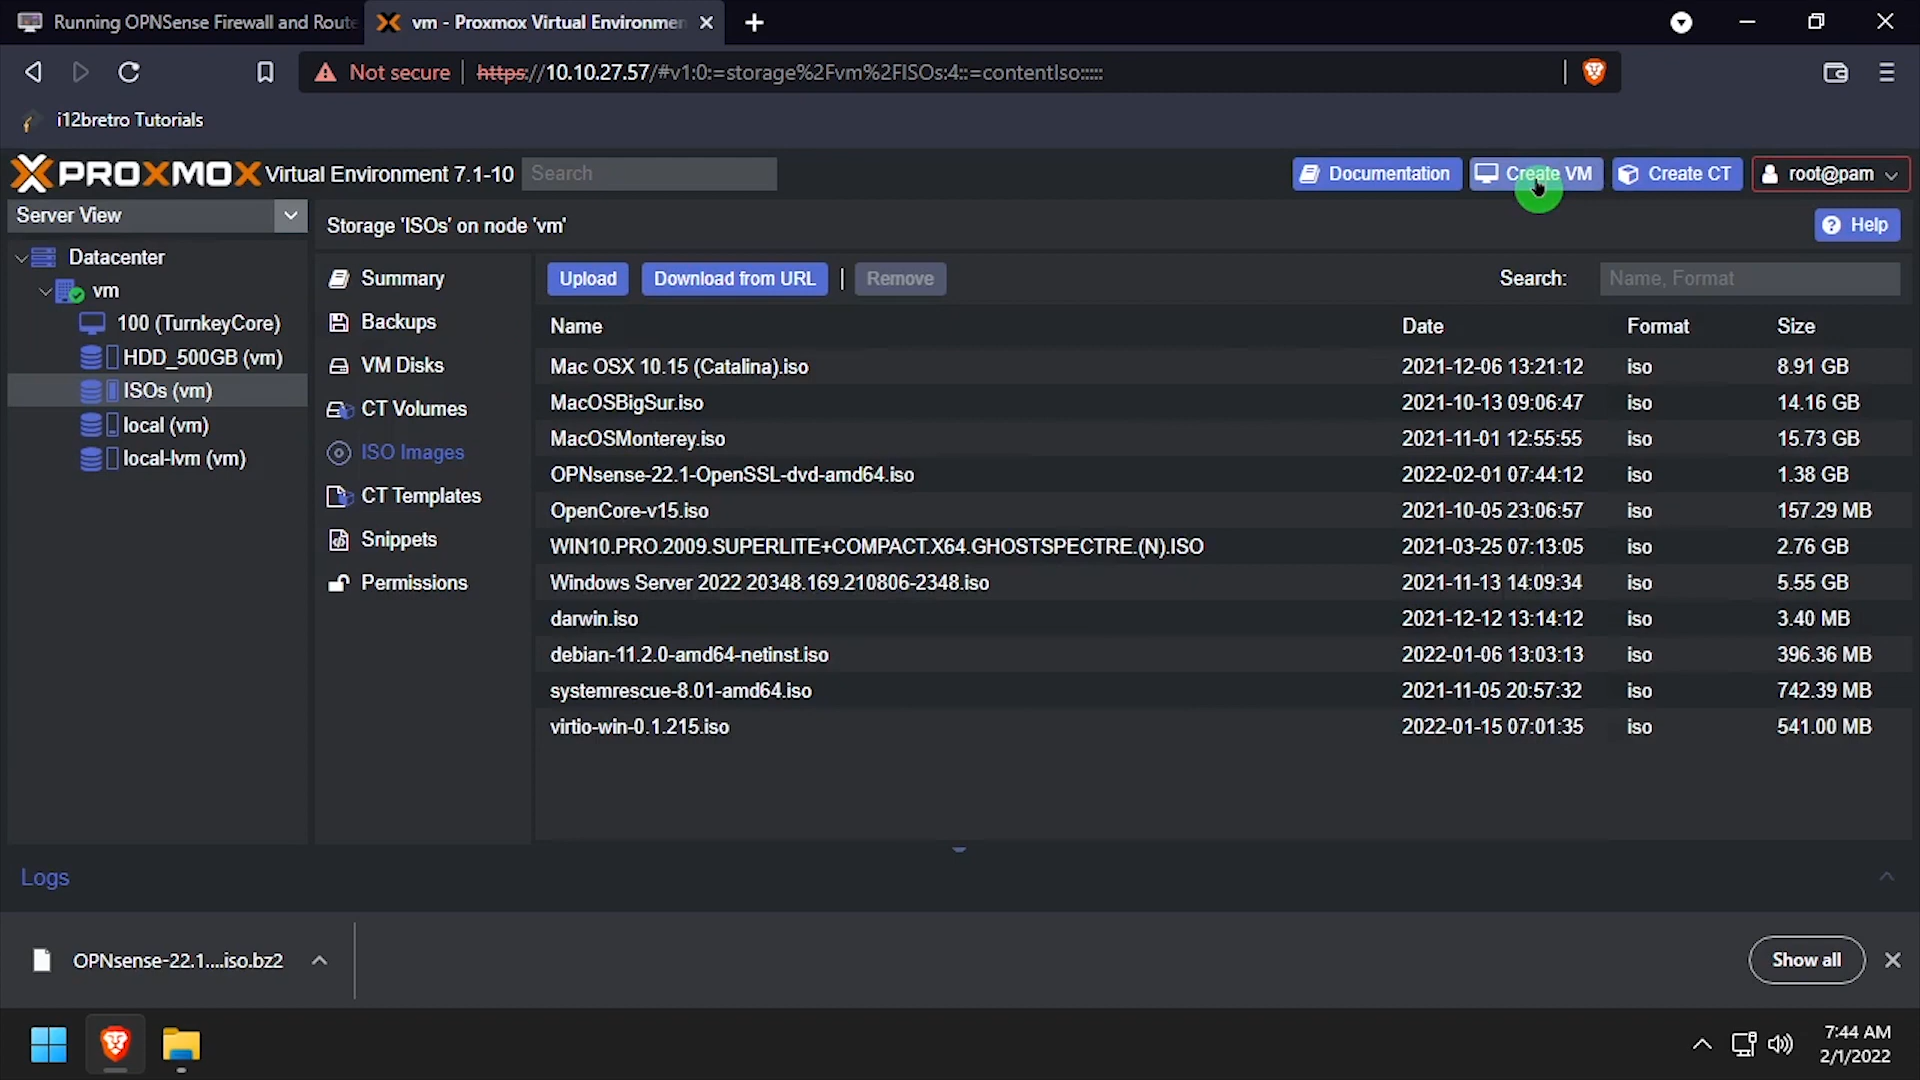 Running OPNSense Firewall and Route
vm - Proxmox Virtual Environmen
Not secure https://10.10.27.57/#v1:0:=storage%2Fvm%2FISOs:4::=contentIso:::::
i12bretro Tutorials
PROXMOX Virtual Environment 7.1-10 Search Documentation Create VM Create CT root@pam
Server View
Storage 'ISOs' on node 'vm' Help
Datacenter
vm
100 (TurnkeyCore)
HDD_500GB (vm)
ISOs (vm)
local (vm)
local-lvm (vm)
Summary
Backups
VM Disks
CT Volumes
ISO Images
CT Templates
Snippets
Permissions
Upload Download from URL Remove Search: Name, Format
Name Date Format Size
Mac OSX 10.15 (Catalina).iso 2021-12-06 13:21:12 iso 8.91 GB
MacOSBigSur.iso 2021-10-13 09:06:47 iso 14.16 GB
MacOSMonterey.iso 2021-11-01 12:55:55 iso 15.73 GB
OPNsense-22.1-OpenSSL-dvd-amd64.iso 2022-02-01 07:44:12 iso 1.38 GB
OpenCore-v15.iso 2021-10-05 23:06:57 iso 157.29 MB
WIN10.PRO.2009.SUPERLITE+COMPACT.X64.GHOSTSPECTRE.(N).ISO 2021-03-25 07:13:05 iso 2.76 GB
Windows Server 2022 20348.169.210806-2348.iso 2021-11-13 14:09:34 iso 5.55 GB
darwin.iso 2021-12-12 13:14:12 iso 3.40 MB
debian-11.2.0-amd64-netinst.iso 2022-01-06 13:03:13 iso 396.36 MB
systemrescue-8.01-amd64.iso 2021-11-05 20:57:32 iso 742.39 MB
virtio-win-0.1.215.iso 2022-01-15 07:01:35 iso 541.00 MB
Logs
OPNsense-22.1....iso.bz2 Show all
7:44 AM
2/1/2022